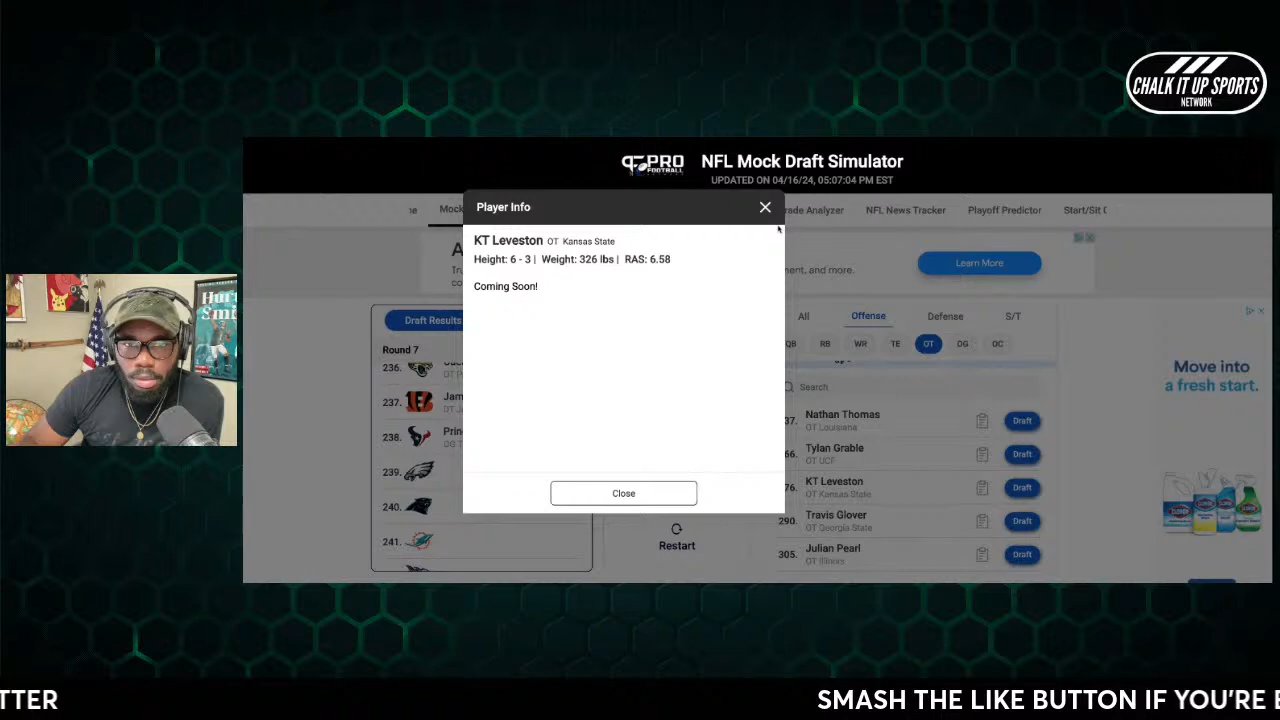 CHALK IT UP SPORTS
NETWORK
PRO
FOOTBALL
NFL Mock Draft Simulator
UPDATED ON 04/16/24, 05:07:04 PM EST
Mock
rade Analyzer
NFL News Tracker
Playoff Predictor
Start/Sit
Player Info
KT Leveston OT Kansas State
Height: 6 - 3 | Weight: 326 lbs | RAS: 6.58
Coming Soon!
Close
ment, and more.
Learn More
Draft Results
Round 7
236.
237. Jam
238. Prin
239.
240.
241.
Restart
All
Offense
Defense
S/T
QB
RB
WR
TE
OT
OG
OC
Search
37. Nathan Thomas
OT Louisiana
Draft
66. Tylan Grable
OT UCF
Draft
76. KT Leveston
OT Kansas State
Draft
290. Travis Glover
OT Georgia State
Draft
305. Julian Pearl
OT Illinois
Draft
Move into
a fresh start.
CLOROX
TTER
SMASH THE LIKE BUTTON IF YOU'RE